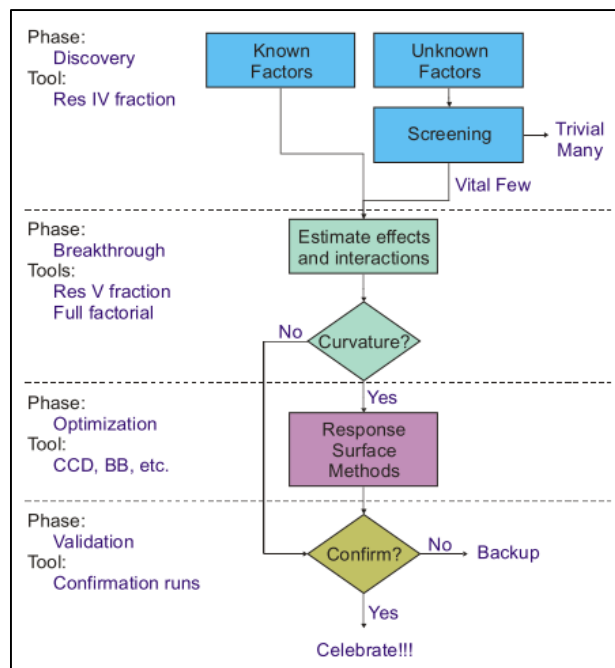 Phase:
Discovery
Tool:
Res IV fraction
Known
Factors
Unknown
Factors
Screening
Trivial
Many
Vital Few
Phase:
Breakthrough
Tools:
Res V fraction
Full factorial
Estimate effects
and interactions
No
Curvature?
Yes
Phase:
Optimization
Tool:
CCD, BB, etc.
Response
Surface
Methods
Phase:
Validation
Tool:
Confirmation runs
Confirm?
No
Backup
Yes
Celebrate!!!